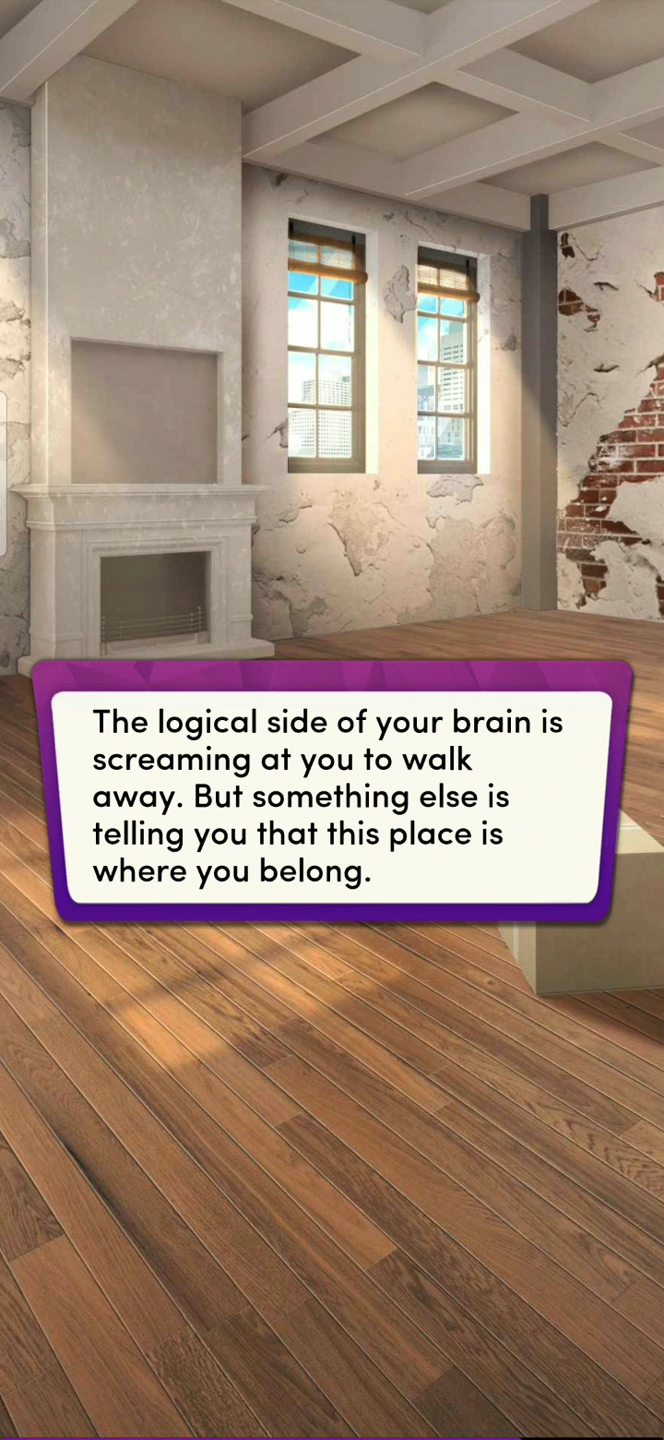 The logical side of your brain is
screaming at you to walk
away. But something else is
telling you that this place is
where you belong.